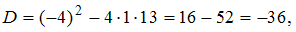 D = (−4)² − 4·1·13 = 16 − 52 = −36,